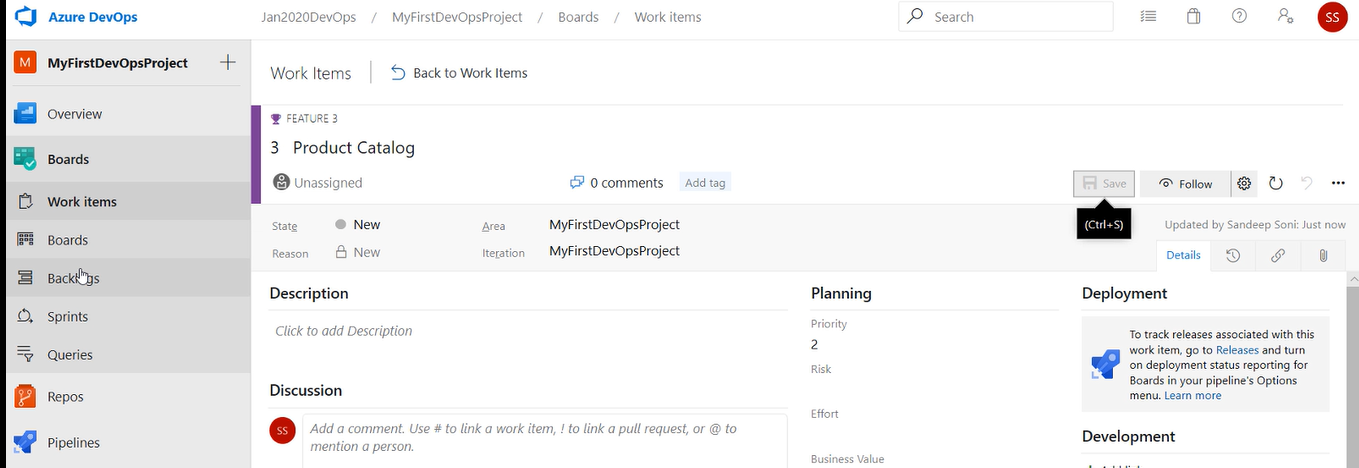 Azure DevOps
Jan2020DevOps / MyFirstDevOpsProject / Boards / Work items
Search
SS
M MyFirstDevOpsProject
Work Items
Back to Work Items
Overview
Boards
Work items
Boards
Backlogs
Sprints
Queries
Repos
Pipelines
FEATURE 3
3 Product Catalog
Unassigned
0 comments
Add tag
Save
Follow
(Ctrl+S)
State New
Area MyFirstDevOpsProject
Reason New
Iteration MyFirstDevOpsProject
Updated by Sandeep Soni: Just now
Details
Description
Click to add Description
Discussion
SS
Add a comment. Use # to link a work item, ! to link a pull request, or @ to
mention a person.
Planning
Priority
2
Risk
Effort
Business Value
Deployment
To track releases associated with this
work item, go to Releases and turn
on deployment status reporting for
Boards in your pipeline's Options
menu. Learn more
Development